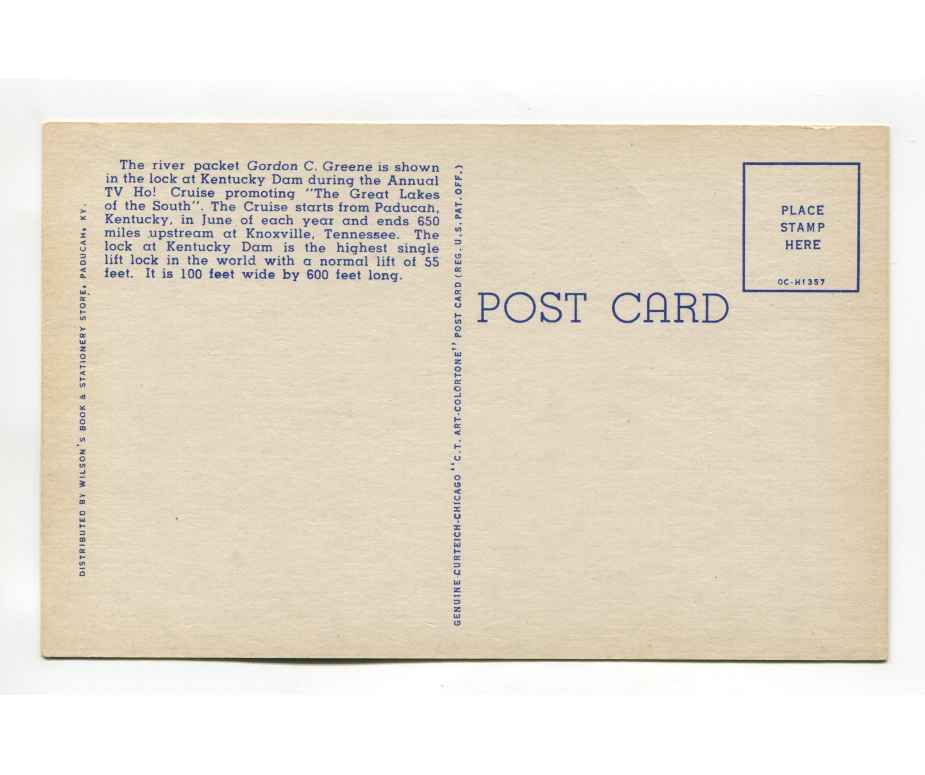 The river packet Gordon C. Greene is shown
in the lock at Kentucky Dam during the Annual
TV Ho! Cruise promoting "The Great Lakes
of the South". The Cruise starts from Paducah,
Kentucky, in June of each year and ends 650
miles upstream at Knoxville, Tennessee. The
lock at Kentucky Dam is the highest single
lift lock in the world with a normal lift of 55
feet. It is 100 feet wide by 600 feet long.
DISTRIBUTED BY WILSON'S BOOK & STATIONERY STORE, PADUCAH, KY.
GENUINE CURTEICH-CHICAGO "C.T. ART-COLORTONE" POST CARD (REG. U.S. PAT. OFF.)
POST CARD
PLACE
STAMP
HERE
OC-H1357